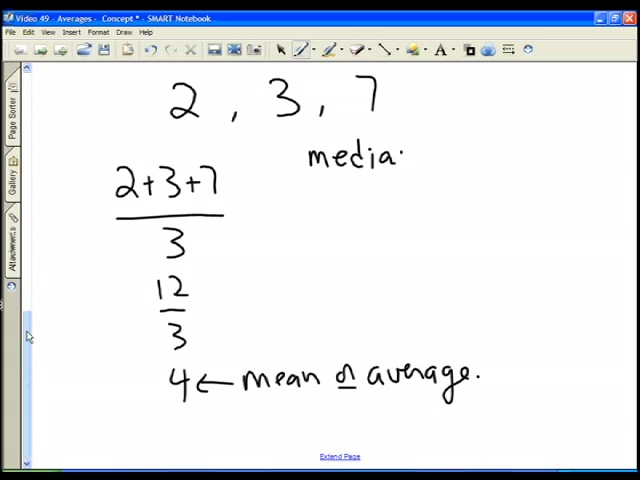 Video 49 - Averages - Concept * - SMART Notebook
File Edit View Insert Format Draw Help
Page Sorter
Gallery
Attachments
2 , 3 , 7
media
2+3+7
3
12
3
4 ← mean or average.
Extend Page